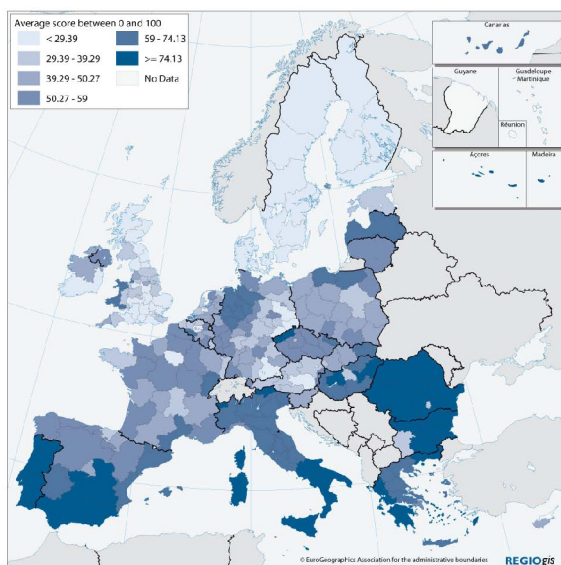 Average score between 0 and 100
< 29.39
29.39 - 39.29
39.29 - 50.27
50.27 - 59
59 - 74.13
>= 74.13
No Data
Canarias
Guyane
Guadeloupe
Martinique
Réunion
Açores
Madeira
© EuroGeographics Association for the administrative boundaries
REGIOgis